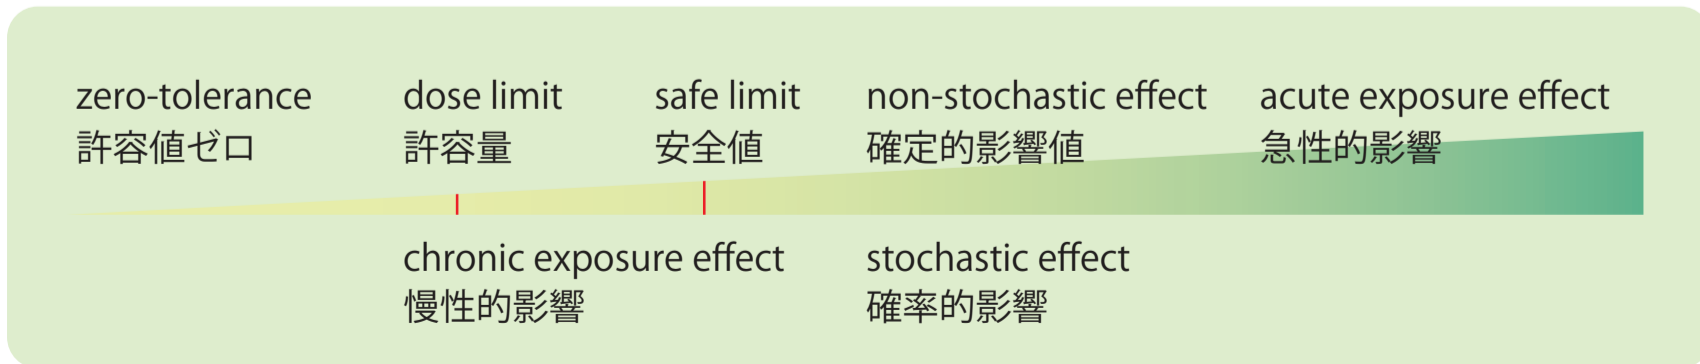 zero-tolerance
許容値ゼロ
dose limit
許容量
safe limit
安全値
non-stochastic effect
確定的影響値
acute exposure effect
急性的影響
chronic exposure effect
慢性的影響
stochastic effect
確率的影響